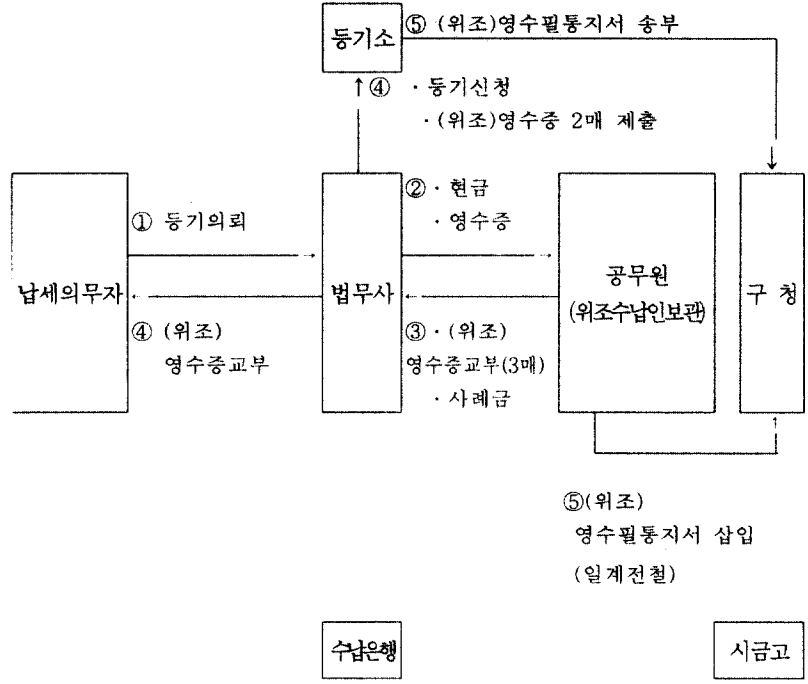 ⑤ (위조)영수필통지서 송부
등기소
↑④ · 등기신청
· (위조)영수증 2매 제출
② · 현금
· 영수증
① 등기의뢰
납세의무자
법무사
공무원
(위조수납인보관)
구 청
④ (위조)
영수증교부
③ · (위조)
영수증교부(3매)
· 사례금
⑤(위조)
영수필통지서 삽입
(일계전철)
수납은행
시금고